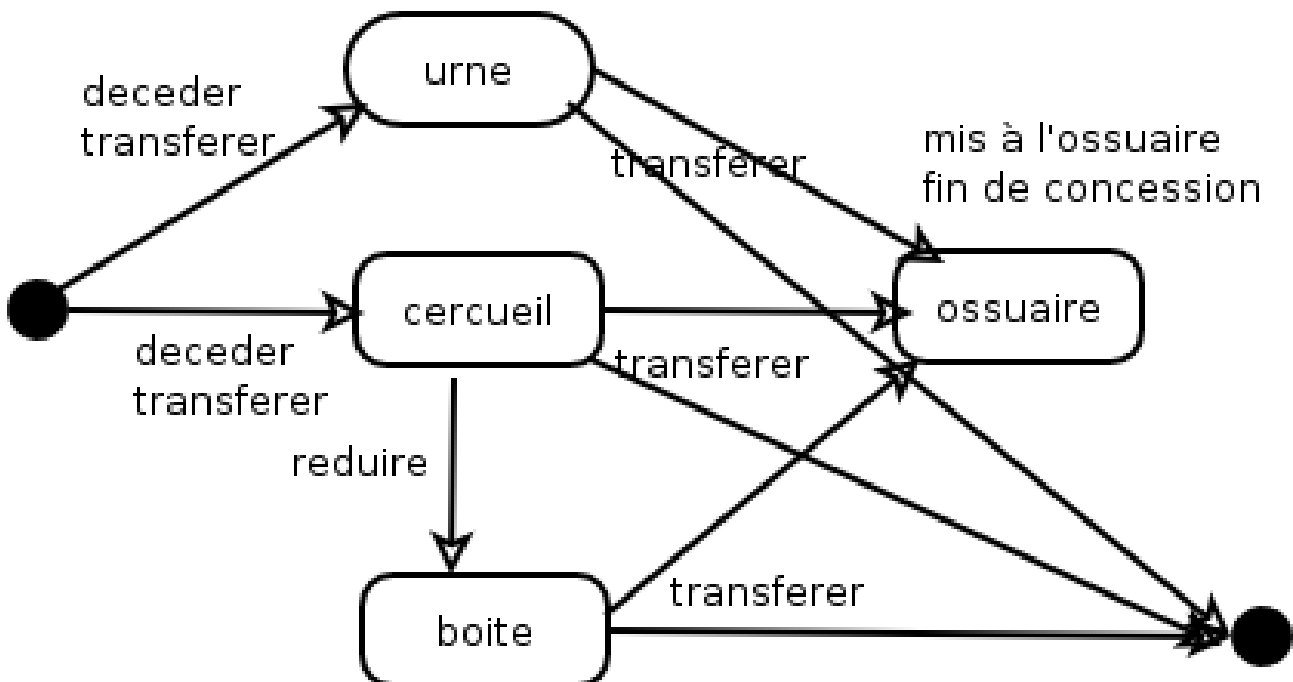 urne
deceder
transferer
transferer
mis à l'ossuaire
fin de concession
cercueil
ossuaire
deceder
transferer
transferer
reduire
transferer
boite